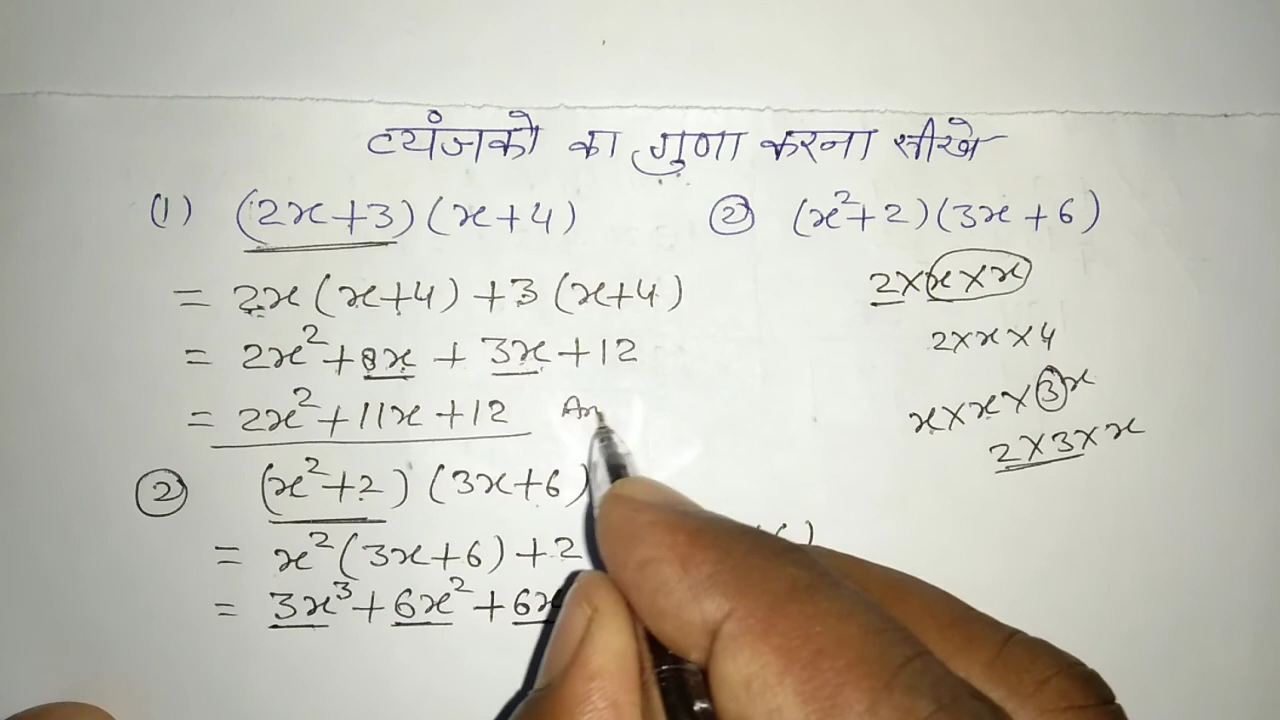 व्यंजको का गुणा करना सीखे
(1) (2x+3)(x+4) ② (x²+2)(3x+6)
= 2x(x+4)+3(x+4)
2×x×x
= 2x²+8x+3x+12
2×x×4
= 2x²+11x+12
x×x×3x
2×3×x
② (x²+2)(3x+6)
= x²(3x+6)+2
= 3x³+6x²+6x